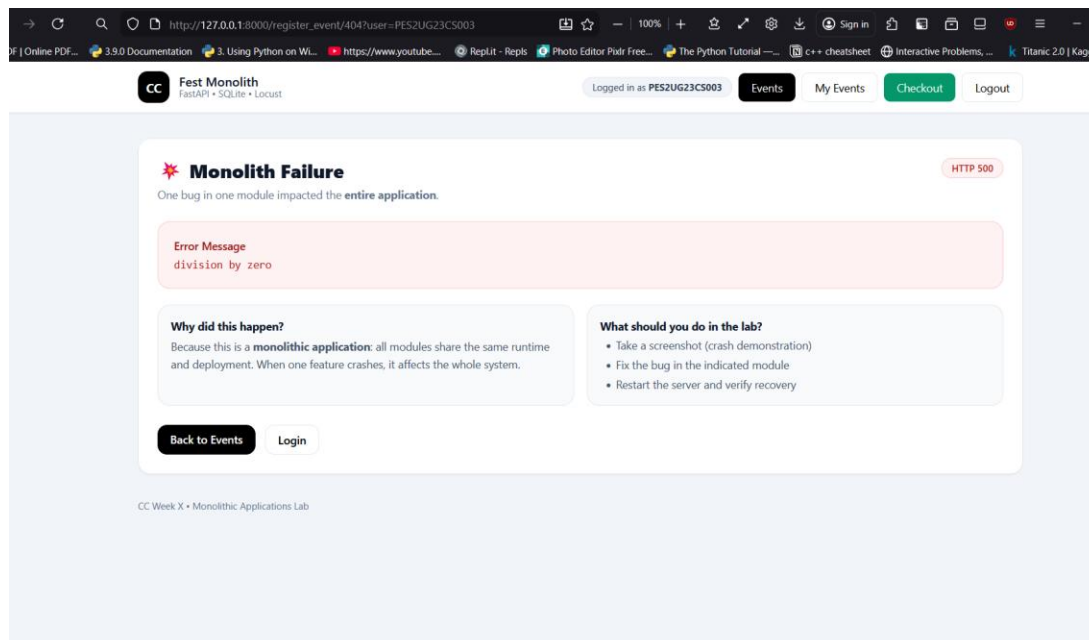 http://127.0.0.1:8000/register_event/404?user=PES2UG23CS003 100% Sign in
DF | Online PDF... 3.9.0 Documentation 3. Using Python on Wi... https://www.youtube.... Repl.it - Repls Photo Editor Pixlr Free... The Python Tutorial —... c++ cheatsheet Interactive Problems, ... Titanic 2.0 | Kag
CC Fest Monolith Logged in as PES2UG23CS003 Events My Events Checkout Logout
FastAPI • SQLite • Locust
Monolith Failure HTTP 500
One bug in one module impacted the entire application.
Error Message
division by zero
Why did this happen?
Because this is a monolithic application: all modules share the same runtime
and deployment. When one feature crashes, it affects the whole system.
What should you do in the lab?
• Take a screenshot (crash demonstration)
• Fix the bug in the indicated module
• Restart the server and verify recovery
Back to Events Login
CC Week X • Monolithic Applications Lab